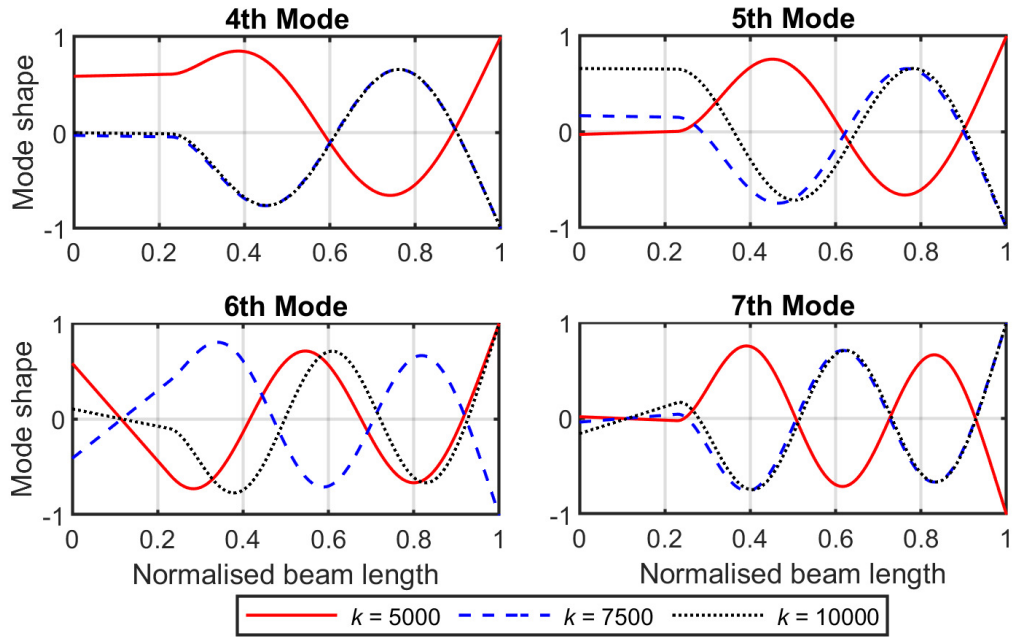 4th Mode
5th Mode
Mode shape
1
0
-1
0 0.2 0.4 0.6 0.8 1
1
0
-1
0 0.2 0.4 0.6 0.8 1
6th Mode
7th Mode
Mode shape
1
0
-1
0 0.2 0.4 0.6 0.8 1
1
0
-1
0 0.2 0.4 0.6 0.8 1
Normalised beam length
Normalised beam length
k = 5000 k = 7500 k = 10000